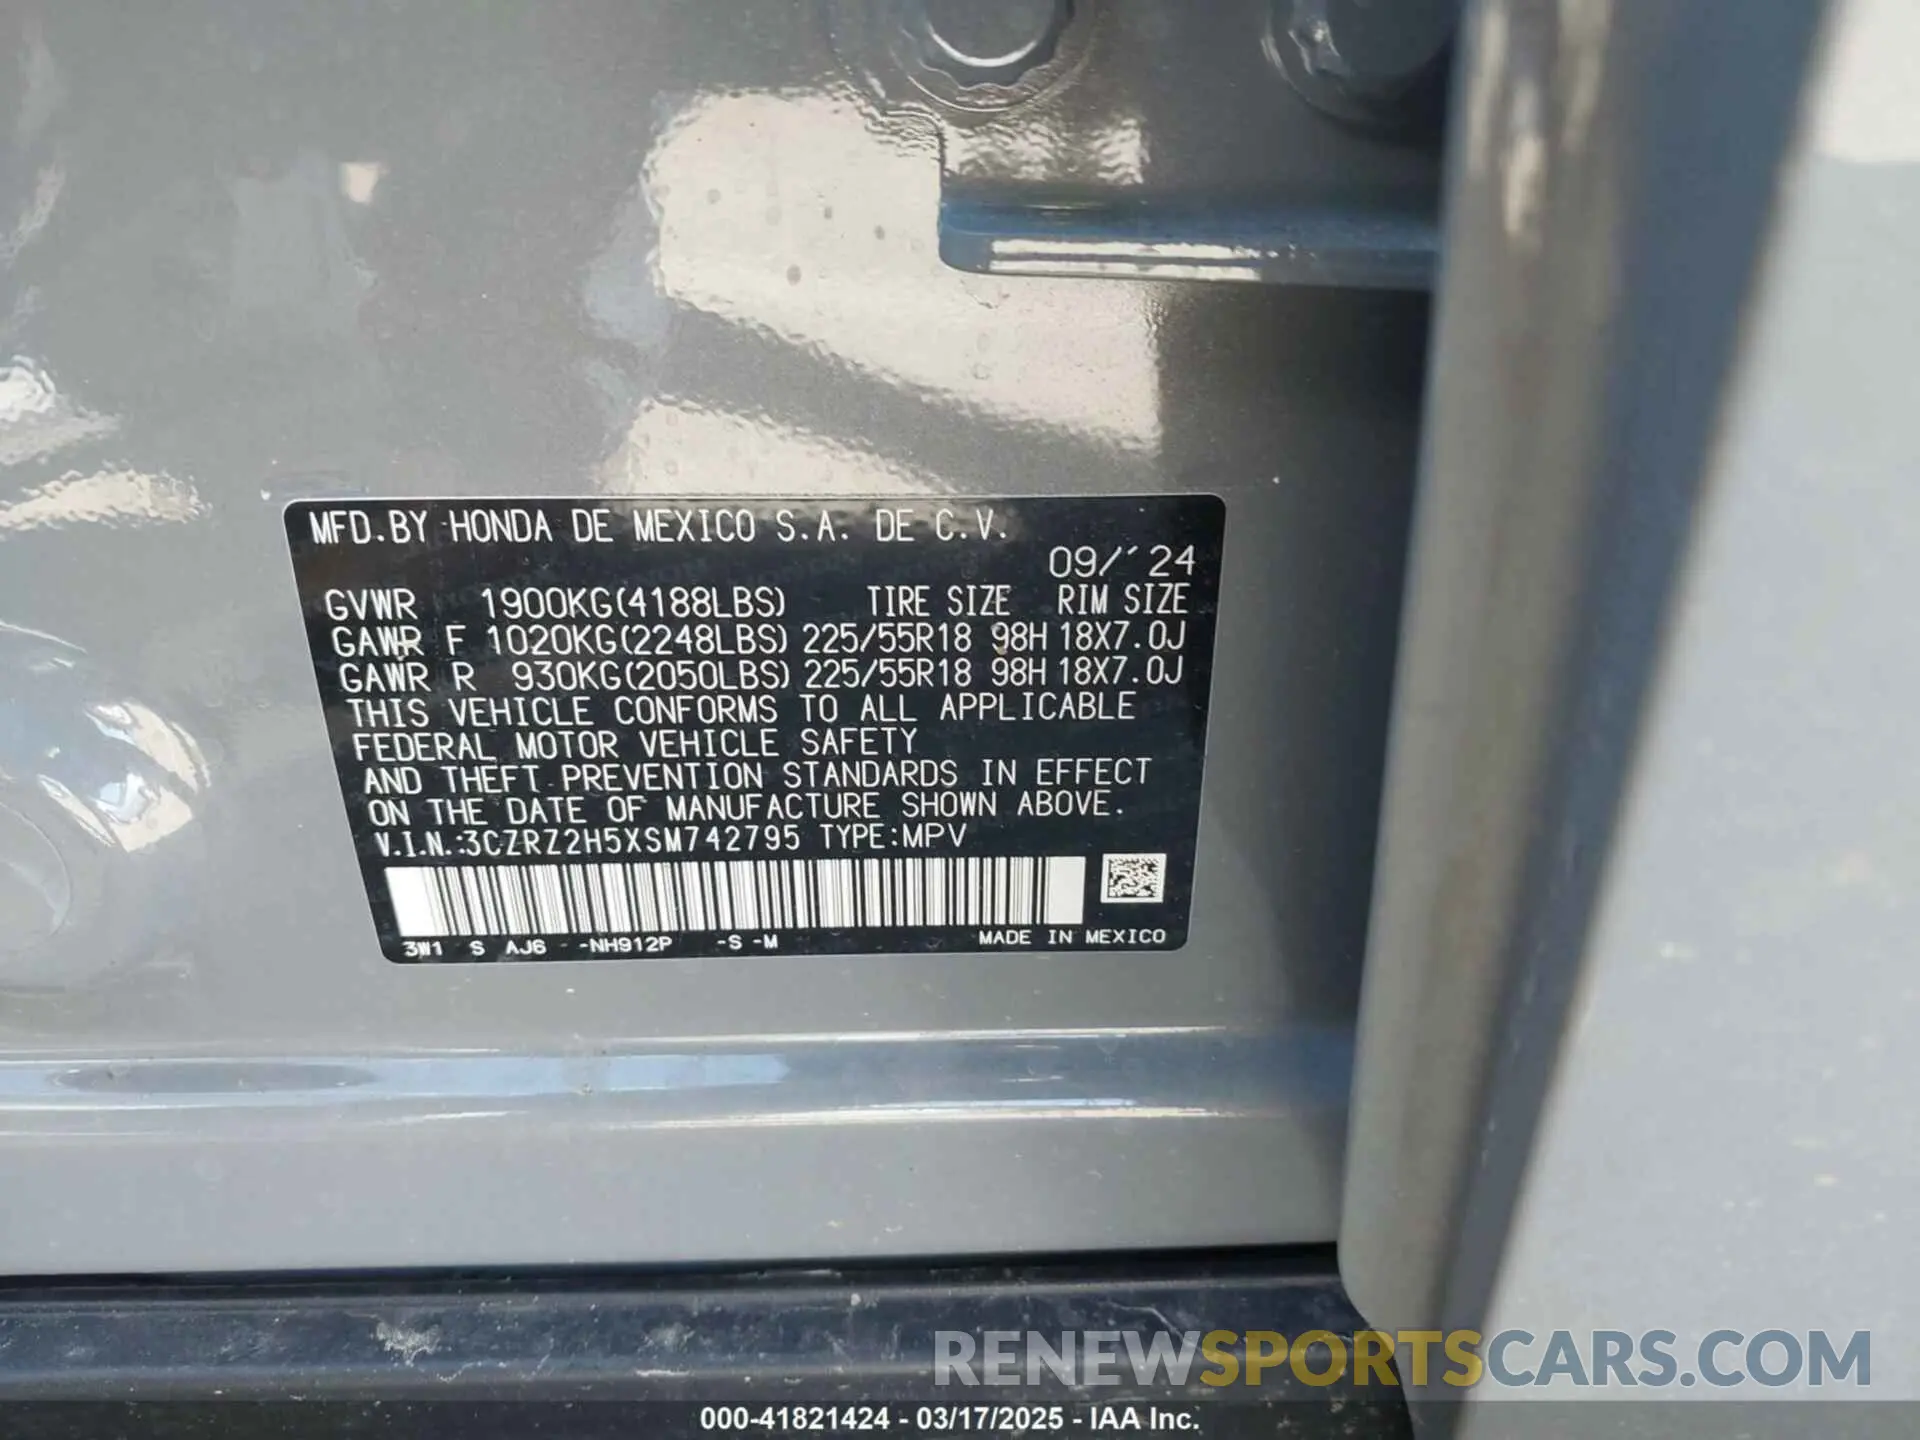 MFD.BY HONDA DE MEXICO S.A. DE C.V.
09/'24
GVWR 1900KG(4188LBS) TIRE SIZE RIM SIZE
GAWR F 1020KG(2248LBS) 225/55R18 98H 18X7.0J
GAWR R 930KG(2050LBS) 225/55R18 98H 18X7.0J
THIS VEHICLE CONFORMS TO ALL APPLICABLE
FEDERAL MOTOR VEHICLE SAFETY
AND THEFT PREVENTION STANDARDS IN EFFECT
ON THE DATE OF MANUFACTURE SHOWN ABOVE.
V.I.N.:3CZRZ2H5XSM742795 TYPE:MPV
3W1 S AJ6 -NH912P -S -M MADE IN MEXICO
RENEWSPORTSCARS.COM
000-41821424 - 03/17/2025 - IAA Inc.